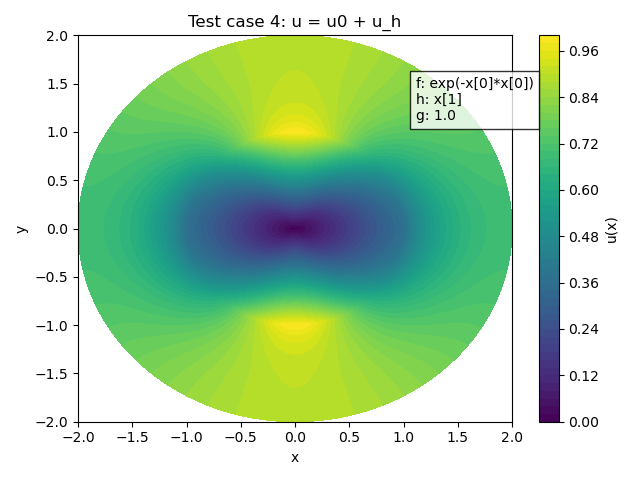 Test case 4: u = u0 + u_h
f: exp(-x[0]*x[0])
h: x[1]
g: 1.0
2.0
1.5
1.0
0.5
0.0
−0.5
−1.0
−1.5
−2.0
y
−2.0 −1.5 −1.0 −0.5 0.0 0.5 1.0 1.5 2.0
x
0.96
0.84
0.72
0.60
0.48
0.36
0.24
0.12
0.00
u(x)